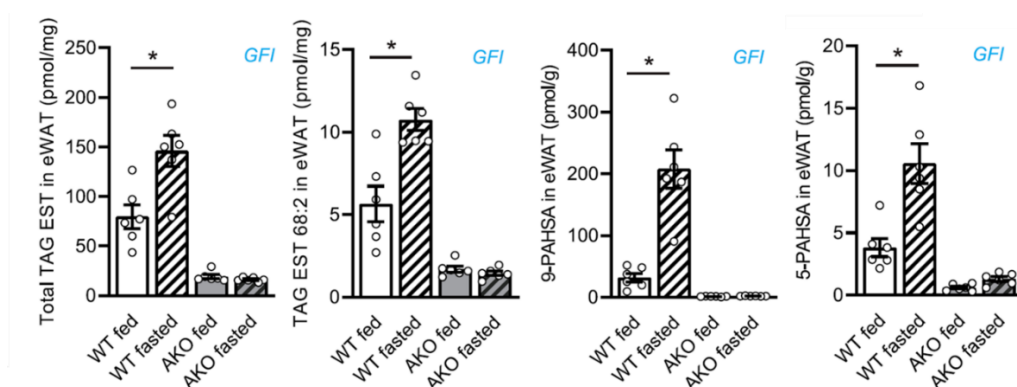 Total TAG EST in eWAT (pmol/mg)
250
200
150
100
50
0
*
GFI
WT fed
WT fasted
AKO fed
AKO fasted
TAG EST 68:2 in eWAT (pmol/mg)
15
10
5
0
*
GFI
WT fed
WT fasted
AKO fed
AKO fasted
9-PAHSA in eWAT (pmol/g)
400
300
200
100
0
*
GFI
WT fed
WT fasted
AKO fed
AKO fasted
5-PAHSA in eWAT (pmol/g)
20
15
10
5
0
*
GFI
WT fed
WT fasted
AKO fed
AKO fasted